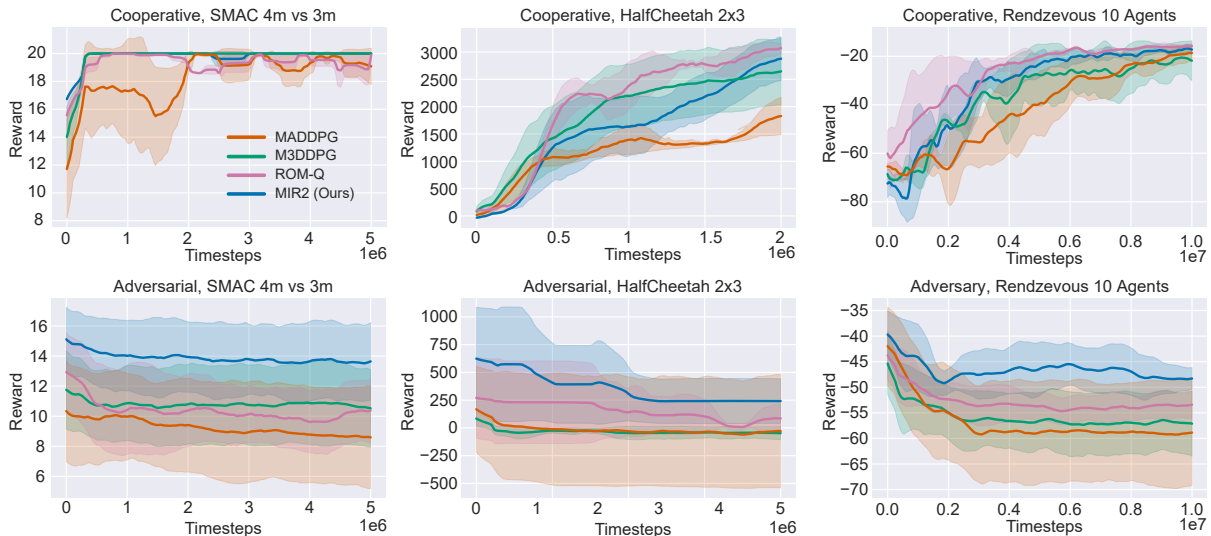 Cooperative, SMAC 4m vs 3m
Reward
20
18
16
14
12
10
8
MADDPG
M3DDPG
ROM-Q
MIR2 (Ours)
0 1 2 3 4 5
Timesteps
1e6
Cooperative, HalfCheetah 2x3
Reward
3000
2500
2000
1500
1000
500
0
0 0.5 1 1.5 2
Timesteps
1e6
Cooperative, Rendzevous 10 Agents
Reward
−20
−40
−60
−80
0.0 0.2 0.4 0.6 0.8 1.0
Timesteps
1e7
Adversarial, SMAC 4m vs 3m
Reward
16
14
12
10
8
6
0 1 2 3 4 5
Timesteps
1e6
Adversarial, HalfCheetah 2x3
Reward
1000
750
500
250
0
−250
−500
0 1 2 3 4 5
Timesteps
1e6
Adversary, Rendzevous 10 Agents
Reward
−35
−40
−45
−50
−55
−60
−65
−70
0.0 0.2 0.4 0.6 0.8 1.0
Timesteps
1e7